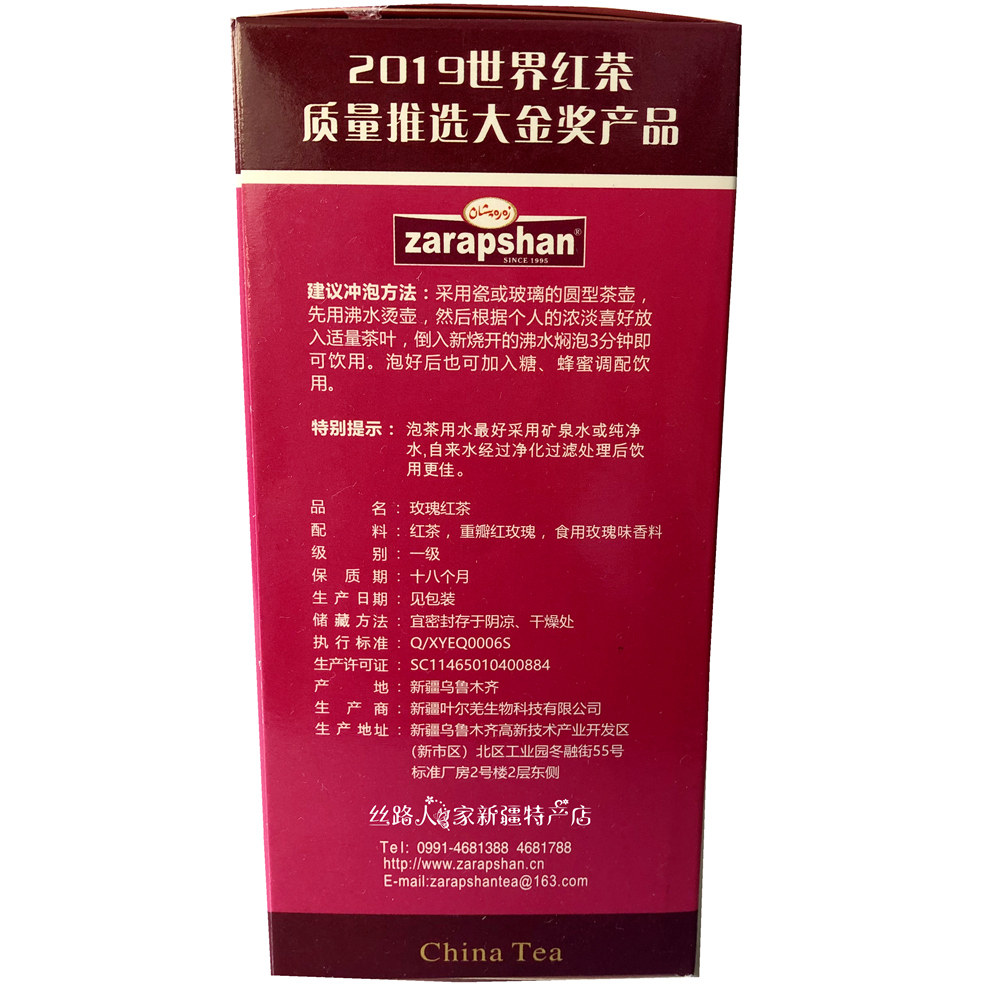 2019世界红茶
质量推选大金奖产品
زەرەپشان
zarapshan®
SINCE 1995
建议冲泡方法：采用瓷或玻璃的圆型茶壶，
先用沸水烫壶，然后根据个人的浓淡喜好放
入适量茶叶，倒入新烧开的沸水焖泡3分钟即
可饮用。泡好后也可加入糖、蜂蜜调配饮
用。
特别提示：泡茶用水最好采用矿泉水或纯净
水,自来水经过净化过滤处理后饮
用更佳。
品名：玫瑰红茶
配料：红茶，重瓣红玫瑰，食用玫瑰味香料
级别：一级
保质期：十八个月
生产日期：见包装
储藏方法：宜密封存于阴凉、干燥处
执行标准：Q/XYEQ0006S
生产许可证：SC11465010400884
产地：新疆乌鲁木齐
生产商：新疆叶尔羌生物科技有限公司
生产地址：新疆乌鲁木齐高新技术产业开发区
（新市区）北区工业园冬融街55号
标准厂房2号楼2层东侧
丝路人家新疆特产店
Tel: 0991-4681388 4681788
http://www.zarapshan.cn
E-mail:zarapshantea@163.com
China Tea